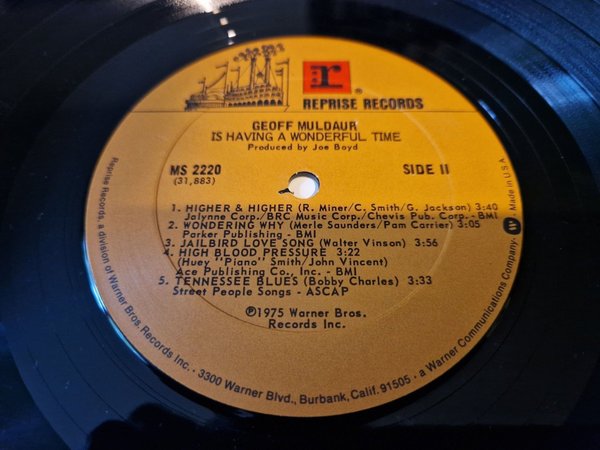 r
®
REPRISE RECORDS
GEOFF MULDAUR
IS HAVING A WONDERFUL TIME
Produced by Joe Boyd
MS 2220
(31,883)
SIDE II
1. HIGHER & HIGHER (R. Miner/C. Smith/G. Jackson) 3:40
Jalynne Corp./BRC Music Corp./Chevis Pub. Corp. - BMI
2. WONDERING WHY (Merle Saunders/Pam Carrier) 3:05
Parker Publishing - BMI
3. JAILBIRD LOVE SONG (Walter Vinson) 3:56
4. HIGH BLOOD PRESSURE 3:22
(Huey "Piano" Smith/John Vincent)
Ace Publishing Co., Inc. - BMI
5. TENNESSEE BLUES (Bobby Charles) 3:33
Street People Songs - ASCAP
℗1975 Warner Bros.
Records Inc.
Reprise Records, a division of Warner Bros. Records Inc. - 3300 Warner Blvd., Burbank, Calif. 91505 - a Warner Communications Company - W Made in U.S.A.